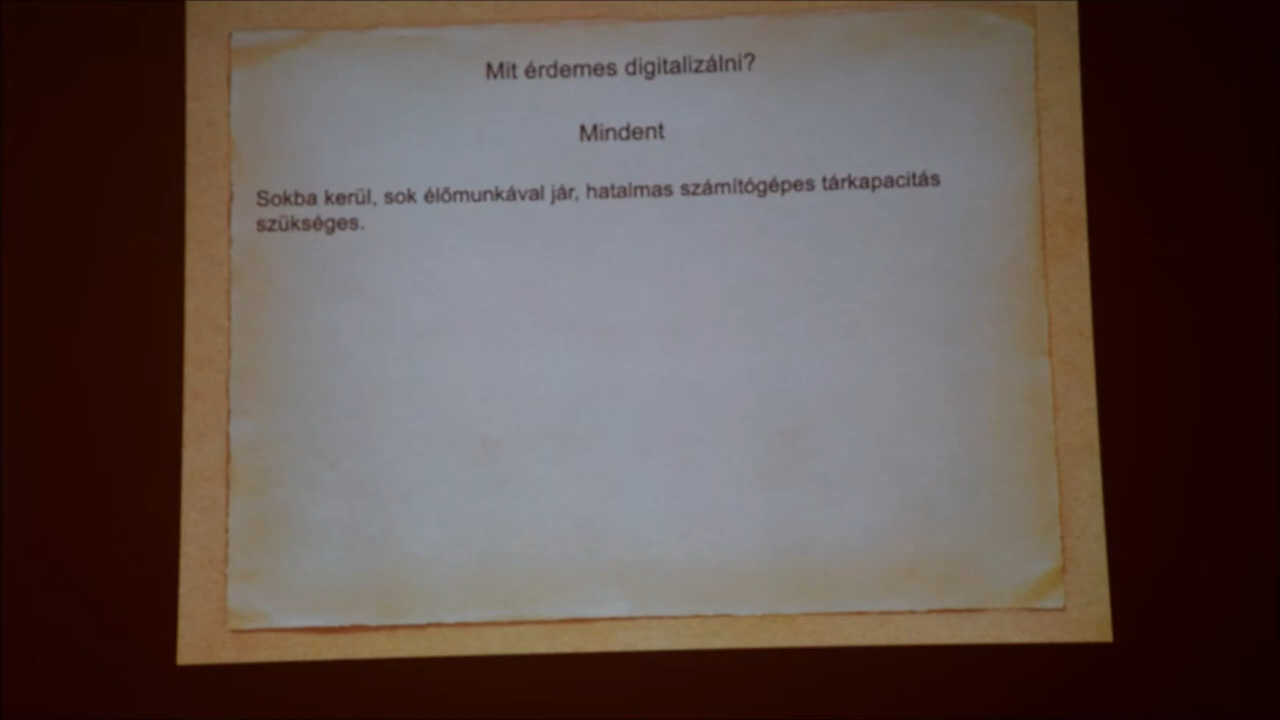 Mit érdemes digitalizálni?
Mindent
Sokba kerül, sok élőmunkával jár, hatalmas számítógépes tárkapacitás
szükséges.